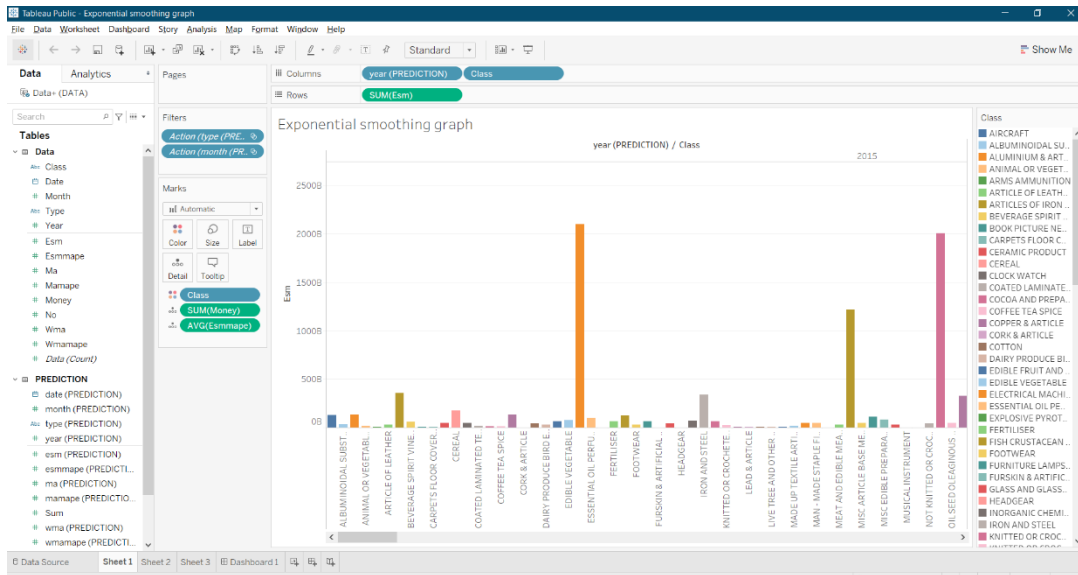 Tableau Public - Exponential smoothing graph
File Data Worksheet Dashboard Story Analysis Map Format Window Help
Standard
Show Me
Data Analytics
Data+ (DATA)
Search
Tables
Data
Abc Class
Date
# Month
Abc Type
# Year
# Esm
# Esmmape
# Ma
# Mamape
# Money
# No
# Wma
# Wmamape
# Data (Count)
PREDICTION
date (PREDICTION)
# month (PREDICTION)
Abc type (PREDICTION)
# year (PREDICTION)
# esm (PREDICTION)
# esmmape (PREDICTI...
# ma (PREDICTION)
# mamape (PREDICTIO...
# Sum
# wma (PREDICTION)
# wmamape (PREDICTI...
Pages
Filters
Action (type (PRE..
Action (month (PR..
Marks
Automatic
Color Size Label
Detail Tooltip
Class
SUM(Money)
AVG(Esmmape)
Columns year (PREDICTION) Class
Rows SUM(Esm)
Exponential smoothing graph
year (PREDICTION) / Class
2015
Esm
2500B
2000B
1500B
1000B
500B
0B
ALBUMINOIDAL SUBST..
ANIMAL OR VEGETABL..
ARTICLE OF LEATHER
BEVERAGE SPIRIT VINE..
CARPETS FLOOR COVER..
CEREAL
COATED LAMINATED TE..
COFFEE TEA SPICE
CORK & ARTICLE
DAIRY PRODUCE BIRD E..
EDIBLE VEGETABLE
ESSENTIAL OIL PERFU..
FERTILISER
FOOTWEAR
FURSKIN & ARTIFICIAL ..
HEADGEAR
IRON AND STEEL
KNITTED OR CROCHETE..
LEAD & ARTICLE
LIVE TREE AND OTHER ..
MADE UP TEXTILE ARTI..
MAN - MADE STAPLE FI..
MEAT AND EDIBLE MEA..
MISC ARTICLE BASE ME..
MISC EDIBLE PREPARA..
MUSICAL INSTRUMENT
NOT KNITTED OR CROC..
OIL SEED OLEAGINOUS
Class
AIRCRAFT
ALBUMINOIDAL SU..
ALUMINIUM & ART..
ANIMAL OR VEGET..
ARMS AMMUNITION
ARTICLE OF LEATH..
ARTICLES OF IRON ..
BEVERAGE SPIRIT ..
BOOK PICTURE NE..
CARPETS FLOOR C..
CERAMIC PRODUCT
CEREAL
CLOCK WATCH
COATED LAMINATE..
COCOA AND PREPA..
COFFEE TEA SPICE
COPPER & ARTICLE
CORK & ARTICLE
COTTON
DAIRY PRODUCE BI..
EDIBLE FRUIT AND ..
EDIBLE VEGETABLE
ELECTRICAL MACHI..
ESSENTIAL OIL PE..
EXPLOSIVE PYROT..
FERTILISER
FISH CRUSTACEAN ..
FOOTWEAR
FURNITURE LAMPS..
FURSKIN & ARTIFIC..
GLASS AND GLASS..
HEADGEAR
INORGANIC CHEMI..
IRON AND STEEL
KNITTED OR CROC..
Data Source Sheet 1 Sheet 2 Sheet 3 Dashboard 1